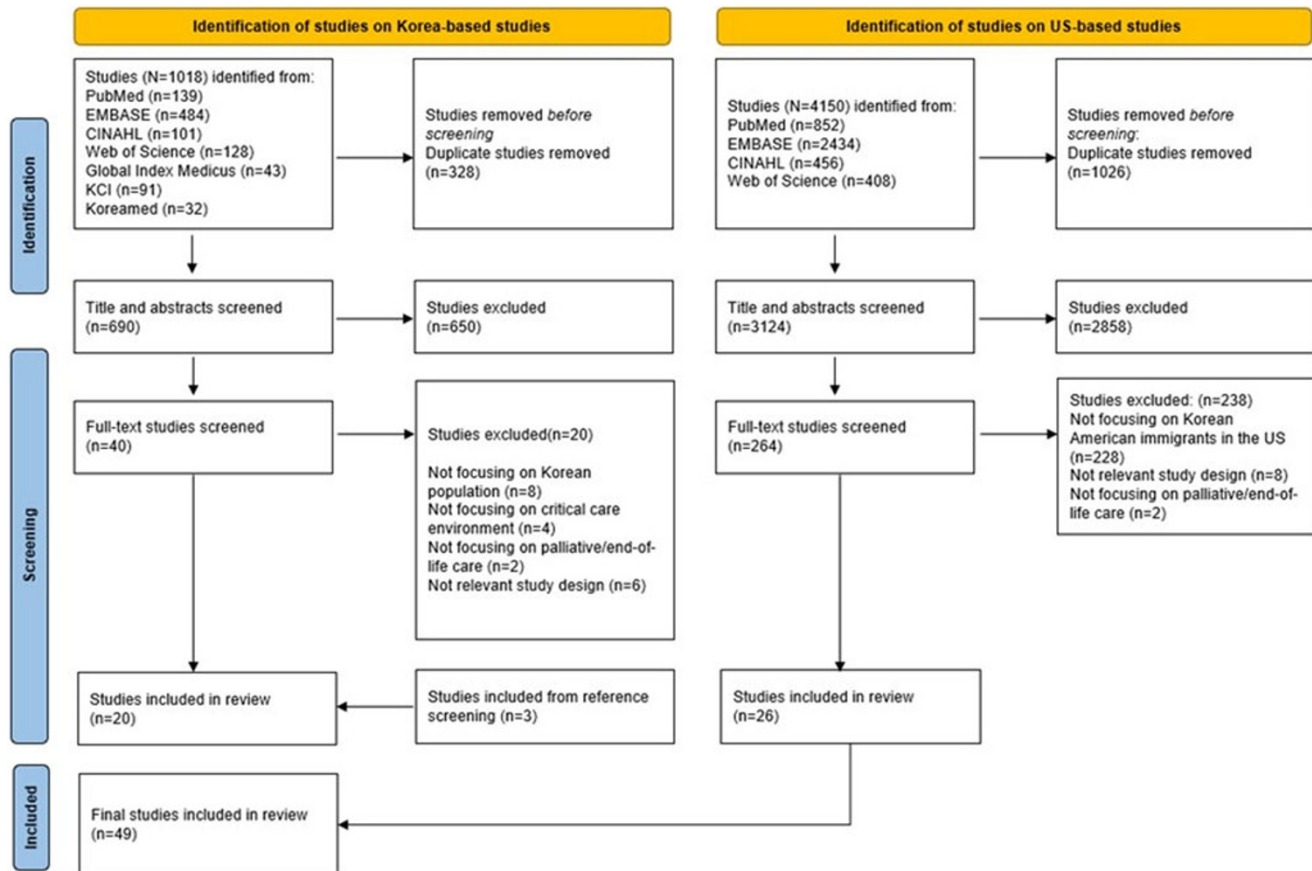 Identification of studies on Korea-based studies
Identification of studies on US-based studies
Identification
Studies (N=1018) identified from:
PubMed (n=139)
EMBASE (n=484)
CINAHL (n=101)
Web of Science (n=128)
Global Index Medicus (n=43)
KCI (n=91)
Koreamed (n=32)
Studies removed before
screening
Duplicate studies removed
(n=328)
Studies (N=4150) identified from:
PubMed (n=852)
EMBASE (n=2434)
CINAHL (n=456)
Web of Science (n=408)
Studies removed before
screening:
Duplicate studies removed
(n=1026)
Title and abstracts screened
(n=690)
Studies excluded
(n=650)
Title and abstracts screened
(n=3124)
Studies excluded
(n=2858)
Screening
Full-text studies screened
(n=40)
Studies excluded(n=20)
Not focusing on Korean
population (n=8)
Not focusing on critical care
environment (n=4)
Not focusing on palliative/end-of-
life care (n=2)
Not relevant study design (n=6)
Full-text studies screened
(n=264)
Studies excluded: (n=238)
Not focusing on Korean
American immigrants in the US
(n=228)
Not relevant study design (n=8)
Not focusing on palliative/end-of-
life care (n=2)
Studies included in review
(n=20)
Studies included from reference
screening (n=3)
Studies included in review
(n=26)
Included
Final studies included in review
(n=49)